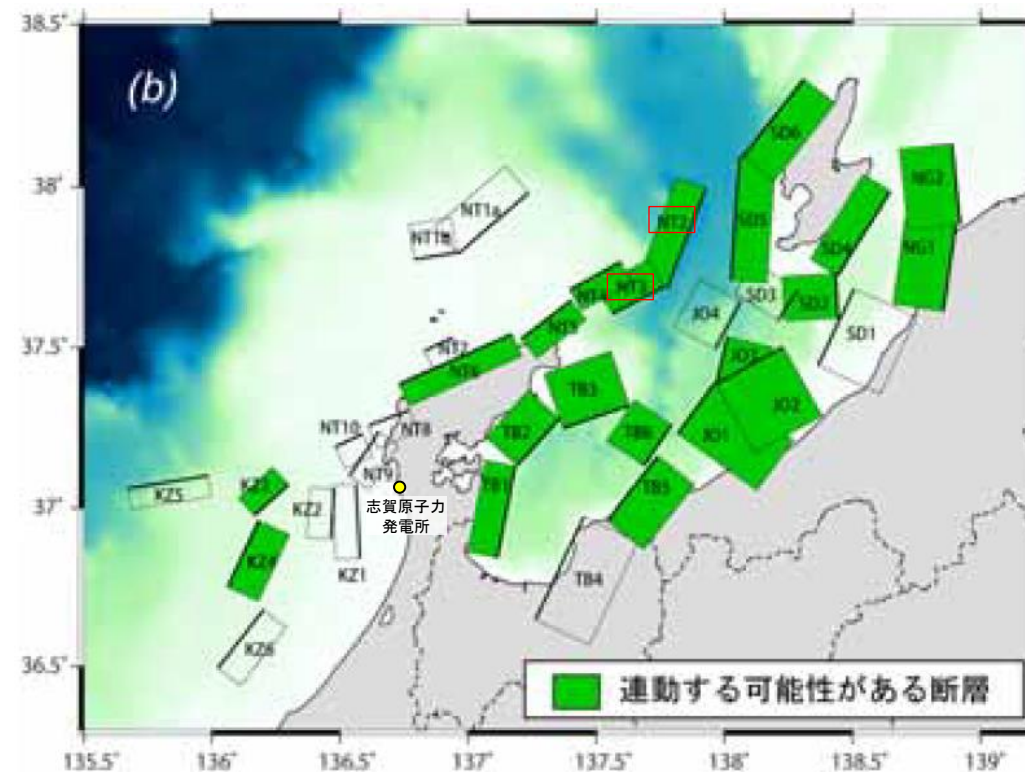 38.5°
(b)
SD6
38°
NG2
NT1a
NT2
SD5
NT1b
SD4
NG1
NT3
NT4
SD3
SD2
JO4
NT5
SD1
37.5°
NT7
JO3
NT6
TB3
JO2
NT10
NT8
TB2
TB6
JO1
NT9
TB1
TB5
KZ3
KZ5
KZ2
37°
志賀原子力
発電所
KZ4
KZ1
TB4
KZ6
36.5°
連動する可能性がある断層
135.5°
136°
136.5°
137°
137.5°
138°
138.5°
139°